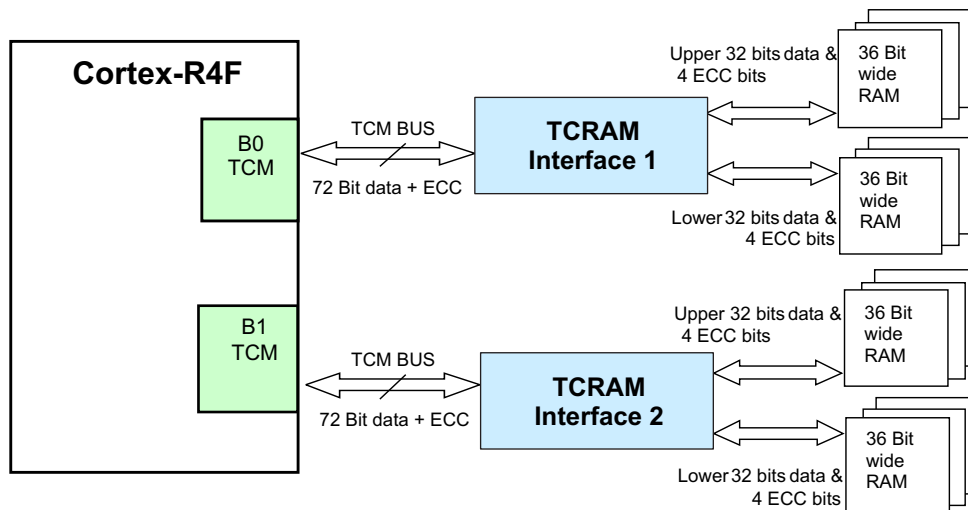 Cortex-R4F
B0
TCM
TCM BUS
72 Bit data + ECC
TCRAM
Interface 1
Upper 32 bits data &
4 ECC bits
36 Bit
wide
RAM
Lower 32 bits data &
4 ECC bits
36 Bit
wide
RAM
B1
TCM
TCM BUS
72 Bit data + ECC
TCRAM
Interface 2
Upper 32 bits data &
4 ECC bits
36 Bit
wide
RAM
Lower 32 bits data &
4 ECC bits
36 Bit
wide
RAM